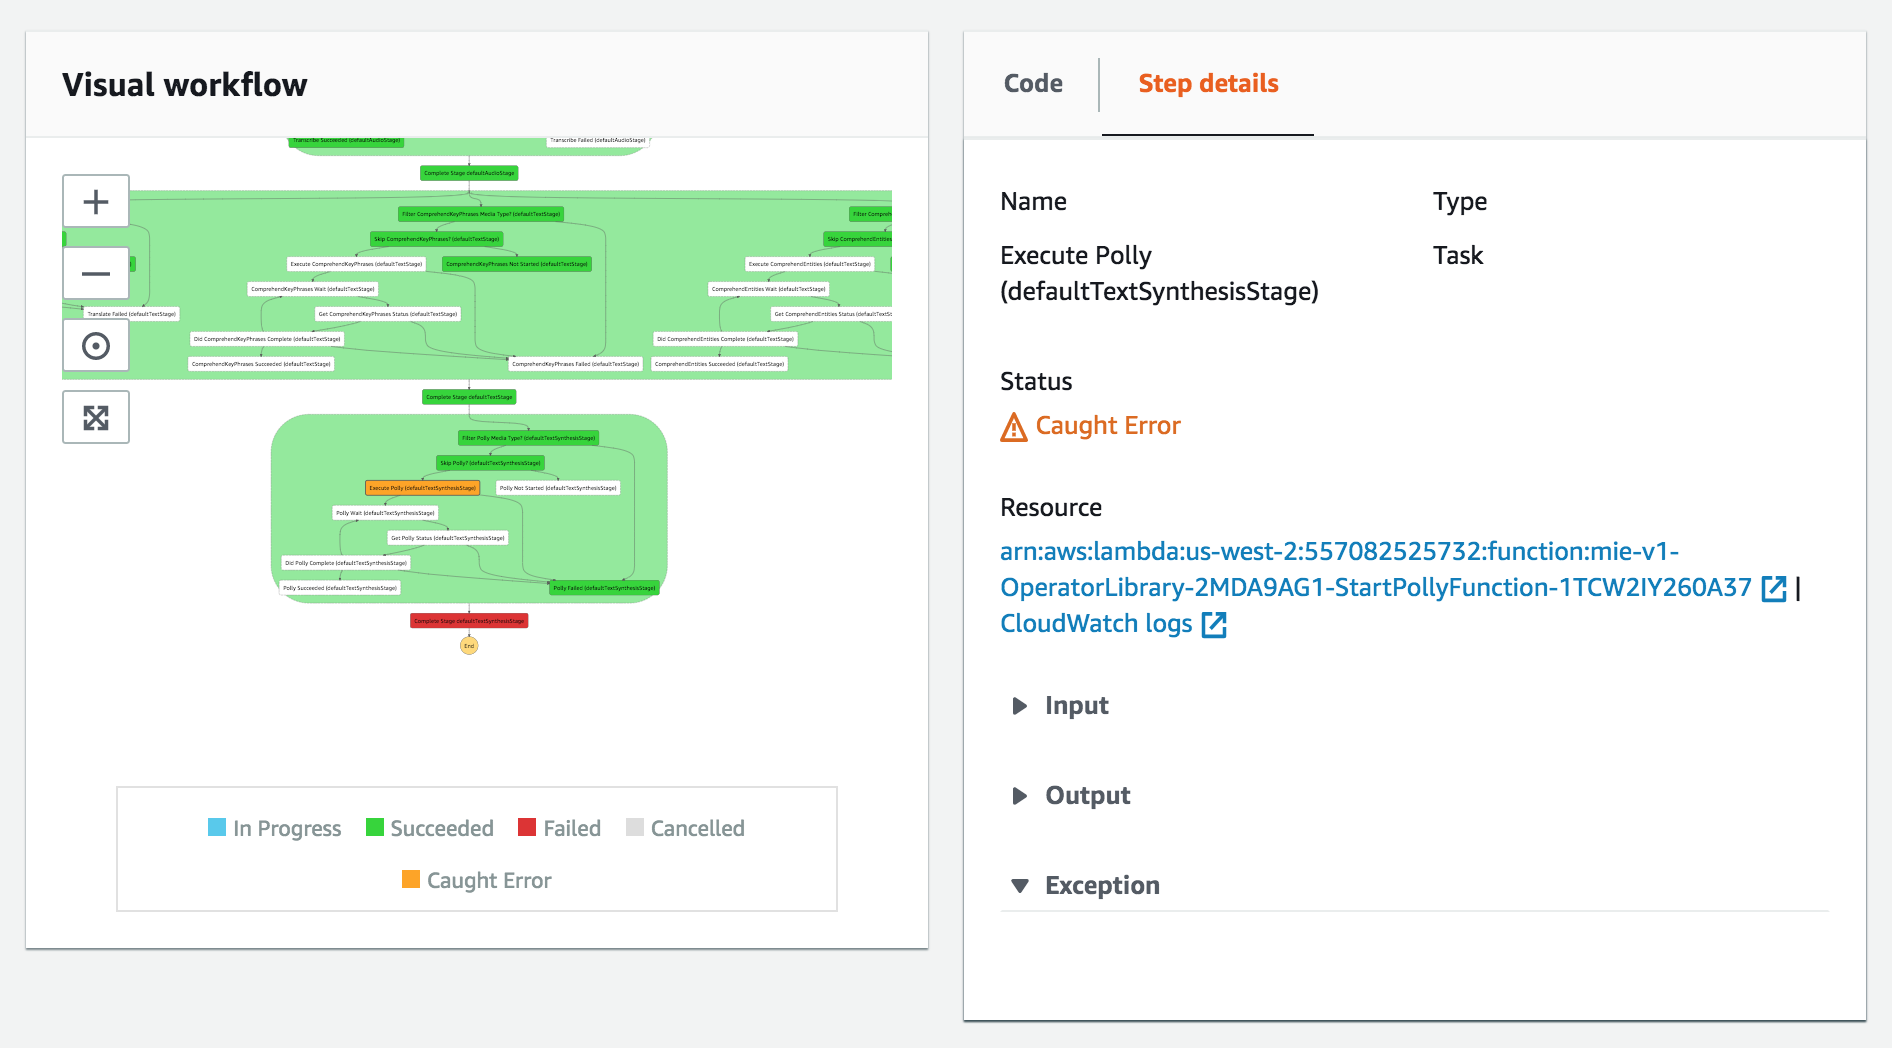 Visual workflow
Transcribe Succeeded (defaultAudioStage)
Transcribe Failed (defaultAudioStage)
Complete Stage defaultAudioStage
Filter ComprehendKeyPhrases Media Type? (defaultTextStage)
Filter Compreh
Skip ComprehendKeyPhrases? (defaultTextStage)
Skip ComprehendEntities
Execute ComprehendKeyPhrases (defaultTextStage)
ComprehendKeyPhrases Not Started (defaultTextStage)
Execute ComprehendEntities (defaultTextStage)
ComprehendKeyPhrases Wait (defaultTextStage)
ComprehendEntities Wait (defaultTextStage)
Translate Failed (defaultTextStage)
Get ComprehendKeyPhrases Status (defaultTextStage)
Get ComprehendEntities Status (defaultTextSt
Did ComprehendKeyPhrases Complete (defaultTextStage)
Did ComprehendEntities Complete (defaultTextStage)
ComprehendKeyPhrases Succeeded (defaultTextStage)
ComprehendKeyPhrases Failed (defaultTextStage)
ComprehendEntities Succeeded (defaultTextStage)
Complete Stage defaultTextStage
Filter Polly Media Type? (defaultTextSynthesisStage)
Skip Polly? (defaultTextSynthesisStage)
Execute Polly (defaultTextSynthesisStage)
Polly Not Started (defaultTextSynthesisStage)
Polly Wait (defaultTextSynthesisStage)
Get Polly Status (defaultTextSynthesisStage)
Did Polly Complete (defaultTextSynthesisStage)
Polly Succeeded (defaultTextSynthesisStage)
Polly Failed (defaultTextSynthesisStage)
Complete Stage defaultTextSynthesisStage
End
In Progress
Succeeded
Failed
Cancelled
Caught Error
Code
Step details
Name
Type
Execute Polly
(defaultTextSynthesisStage)
Task
Status
Caught Error
Resource
arn:aws:lambda:us-west-2:557082525732:function:mie-v1-
OperatorLibrary-2MDA9AG1-StartPollyFunction-1TCW2IY260A37 |
CloudWatch logs
Input
Output
Exception